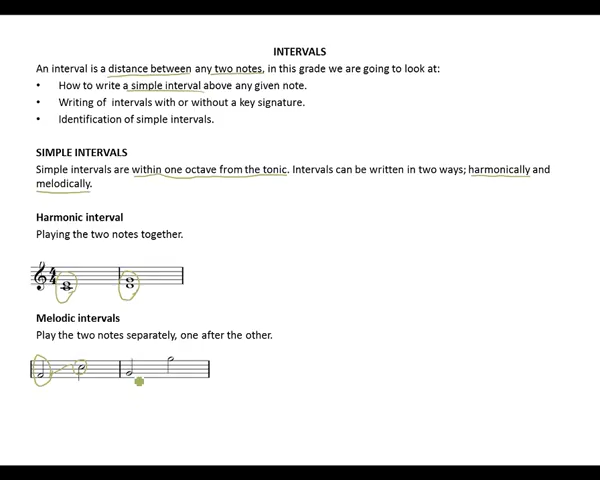 INTERVALS
An interval is a distance between any two notes, in this grade we are going to look at:
• How to write a simple interval above any given note.
• Writing of intervals with or without a key signature.
• Identification of simple intervals.
SIMPLE INTERVALS
Simple intervals are within one octave from the tonic. Intervals can be written in two ways; harmonically and
melodically.
Harmonic interval
Playing the two notes together.
4
4
Melodic intervals
Play the two notes separately, one after the other.